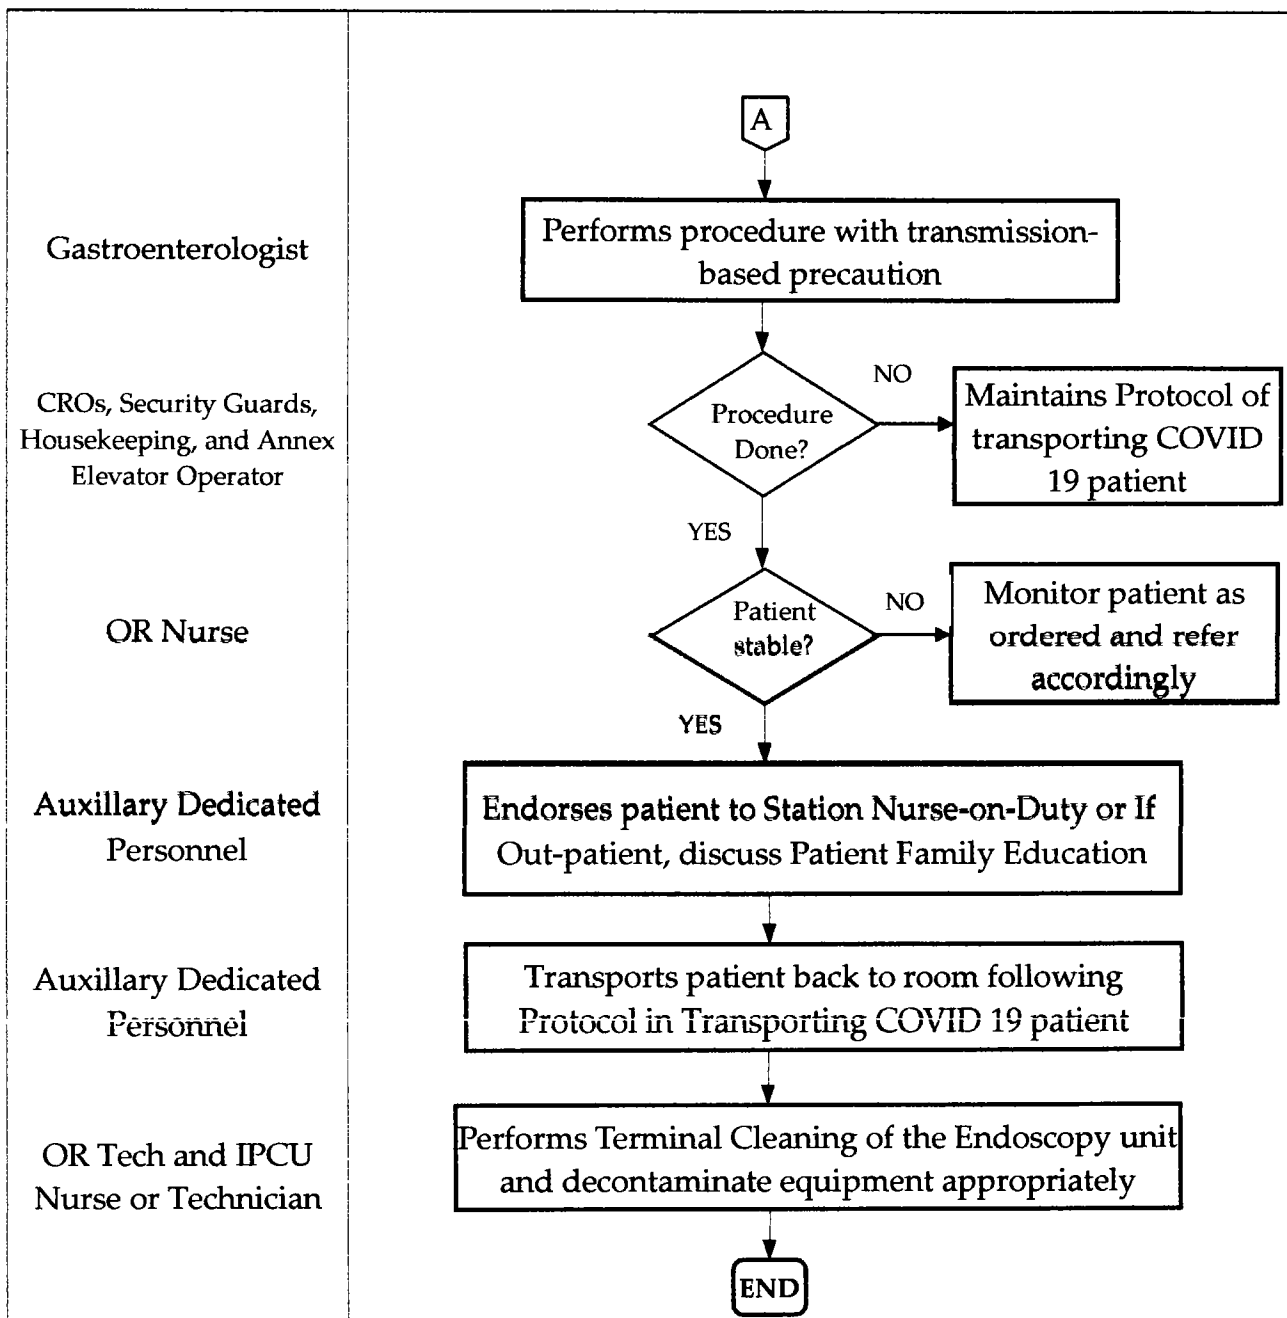 A
Gastroenterologist
Performs procedure with transmission-
based precaution
CROs, Security Guards,
Housekeeping, and Annex
Elevator Operator
Procedure
Done?
NO
Maintains Protocol of
transporting COVID
19 patient
YES
OR Nurse
Patient
stable?
NO
Monitor patient as
ordered and refer
accordingly
YES
Auxillary Dedicated
Personnel
Endorses patient to Station Nurse-on-Duty or If
Out-patient, discuss Patient Family Education
Auxillary Dedicated
Personnel
Transports patient back to room following
Protocol in Transporting COVID 19 patient
OR Tech and IPCU
Nurse or Technician
Performs Terminal Cleaning of the Endoscopy unit
and decontaminate equipment appropriately
END